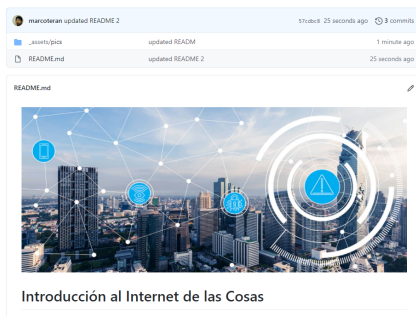 marcoteran updated README 2 57cdbc8 25 seconds ago 3 commits
_assets/pics updated READM 1 minute ago
README.md updated README 2 25 seconds ago
README.md
Introducción al Internet de las Cosas